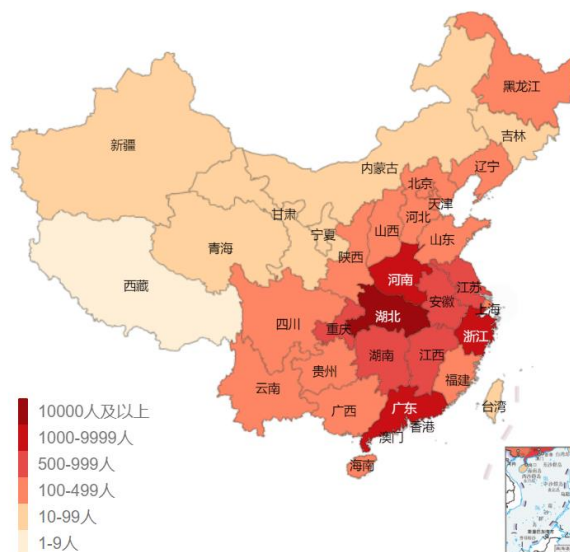 黑龙江
吉林
新疆
辽宁
内蒙古
北京
天津
甘肃
河北
宁夏
山西
山东
青海
陕西
河南
江苏
西藏
安徽
上海
湖北
四川
重庆
浙江
湖南
江西
贵州
福建
云南
台湾
广西
广东
香港
澳门
海南
10000人及以上
1000-9999人
500-999人
100-499人
10-99人
1-9人